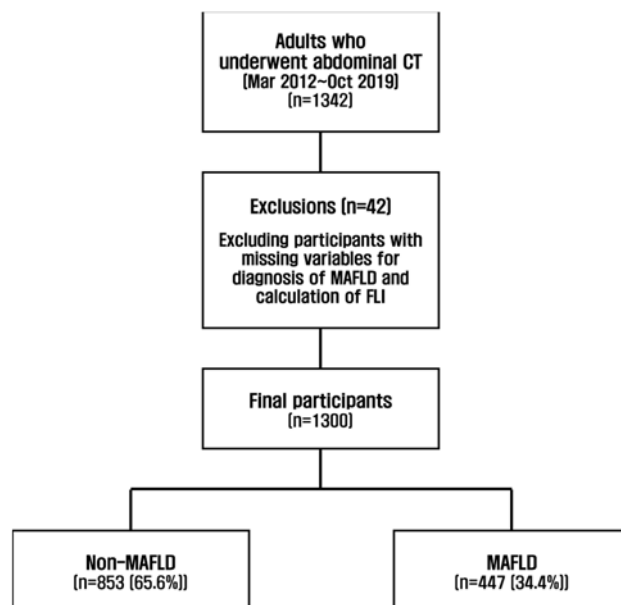 Adults who
underwent abdominal CT
(Mar 2012~Oct 2019)
(n=1342)
Exclusions (n=42)
Excluding participants with
missing variables for
diagnosis of MAFLD and
calculation of FLI
Final participants
(n=1300)
Non-MAFLD
(n=853 (65.6%))
MAFLD
(n=447 (34.4%))